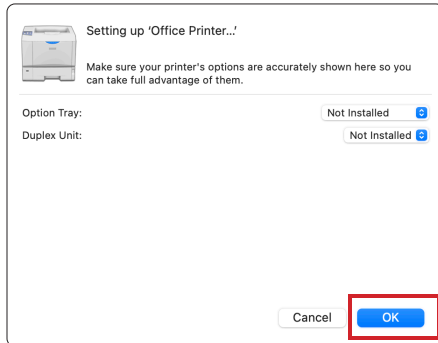 Setting up ‘Office Printer...’
Make sure your printer's options are accurately shown here so you
can take full advantage of them.
Option Tray: Not Installed
Duplex Unit: Not Installed
Cancel OK